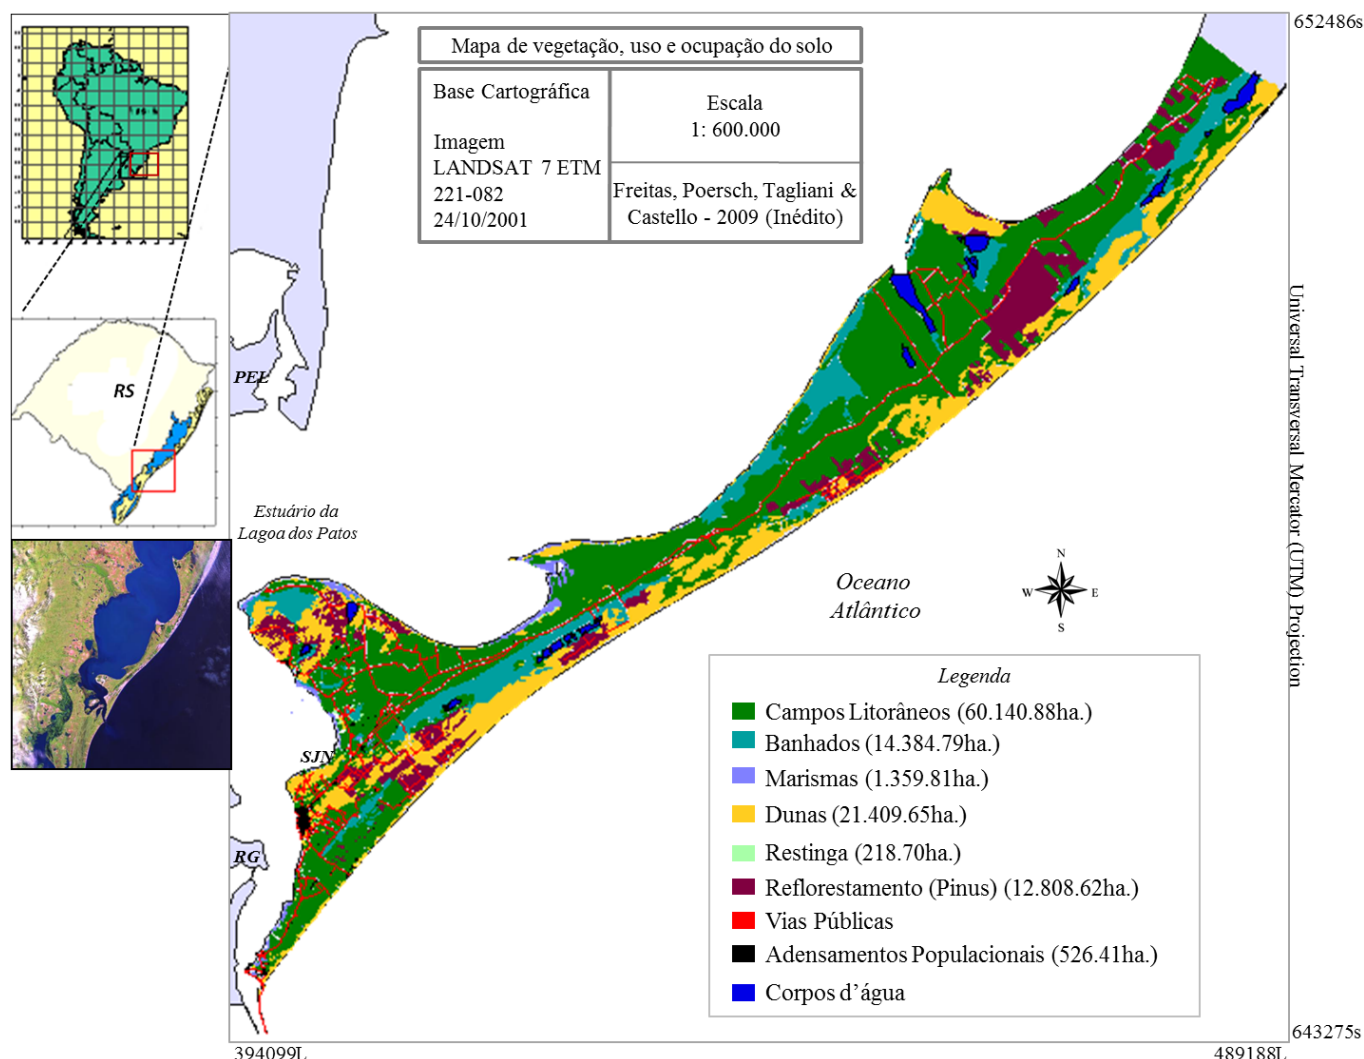 652486s
Mapa de vegetação, uso e ocupação do solo
Base Cartográfica
Imagem
LANDSAT 7 ETM
221-082
24/10/2001
Escala
1: 600.000
Freitas, Poersch, Tagliani &
Castello - 2009 (Inédito)
Universal Transversal Mercator (UTM) Projection
PEL
RS
Estuário da
Lagoa dos Patos
Oceano
Atlântico
N
W
E
S
SJN
RG
Legenda
Campos Litorâneos (60.140.88ha.)
Banhados (14.384.79ha.)
Marismas (1.359.81ha.)
Dunas (21.409.65ha.)
Restinga (218.70ha.)
Reflorestamento (Pinus) (12.808.62ha.)
Vias Públicas
Adensamentos Populacionais (526.41ha.)
Corpos d’água
643275s
394099L
489188L